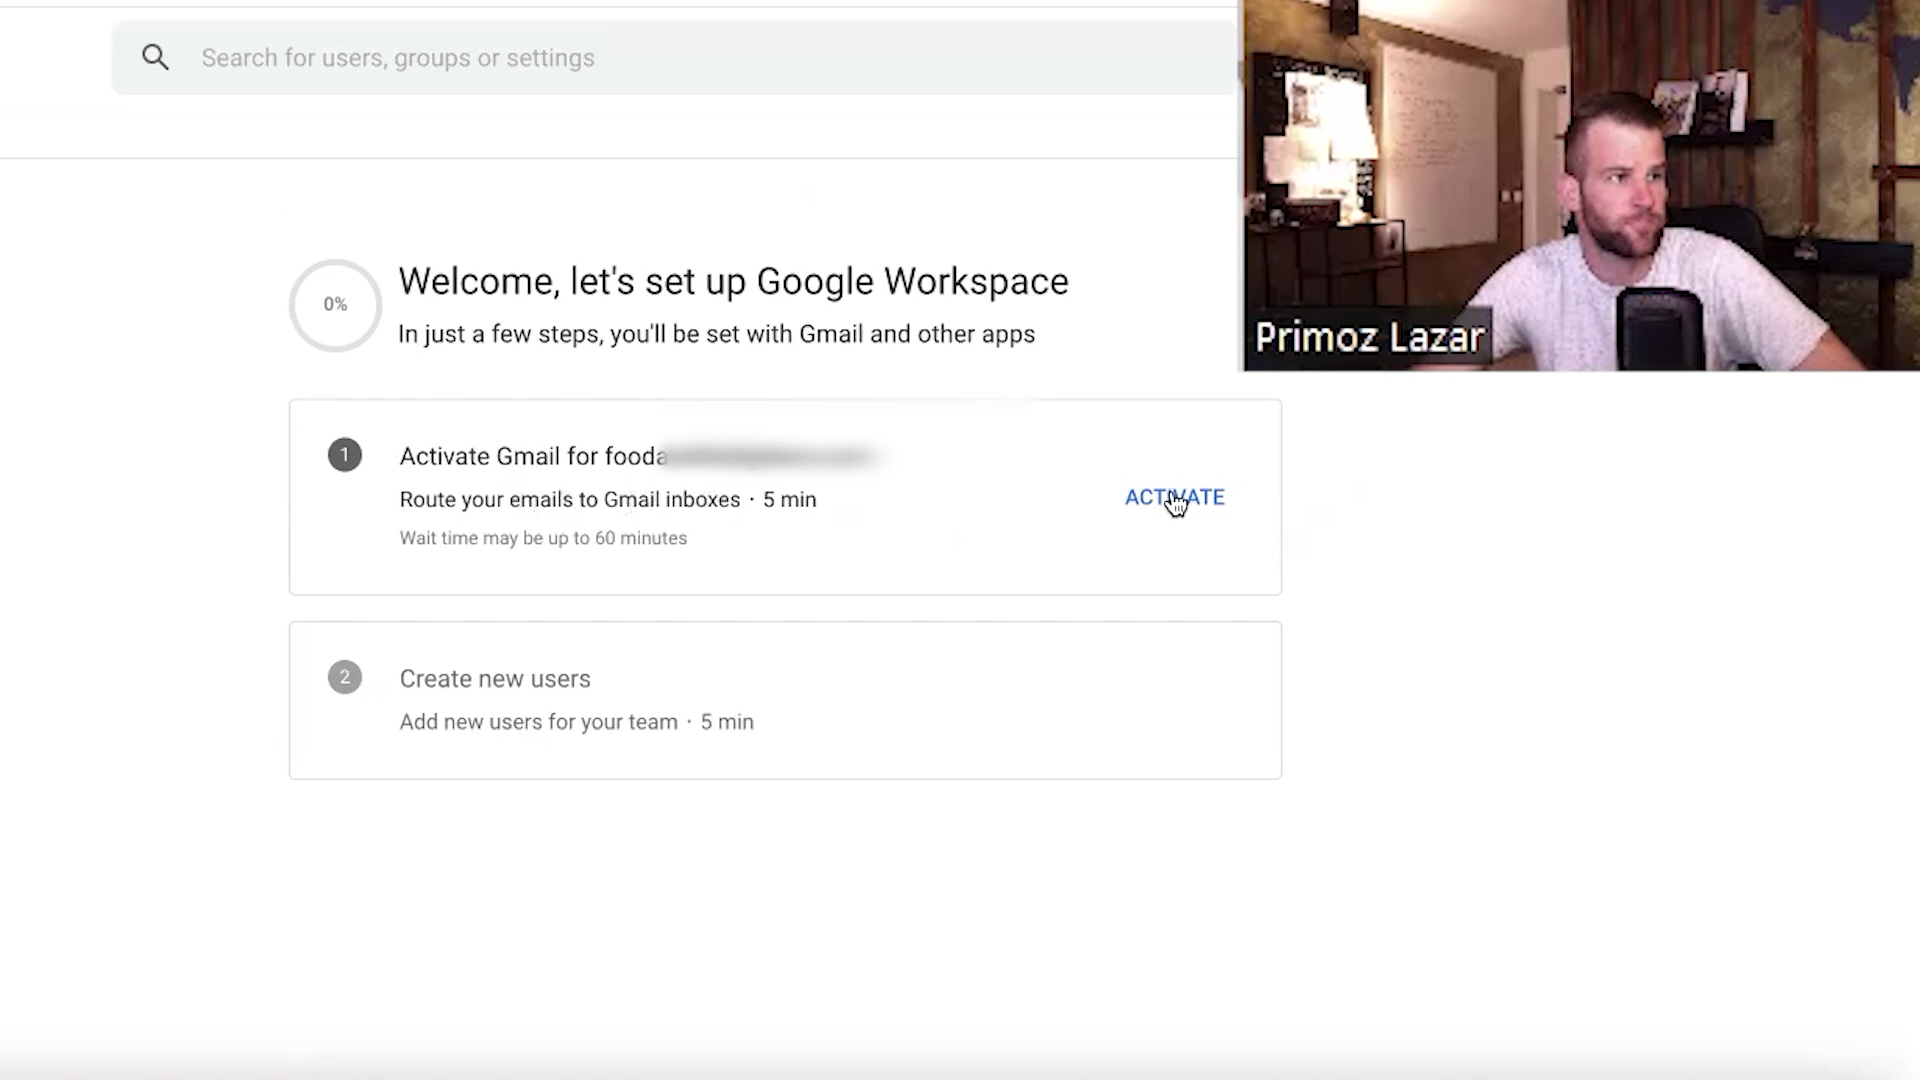 Search for users, groups or settings
0%
Welcome, let's set up Google Workspace
In just a few steps, you'll be set with Gmail and other apps
Primoz Lazar
1
Activate Gmail for fooda
Route your emails to Gmail inboxes · 5 min
ACTIVATE
Wait time may be up to 60 minutes
2
Create new users
Add new users for your team · 5 min